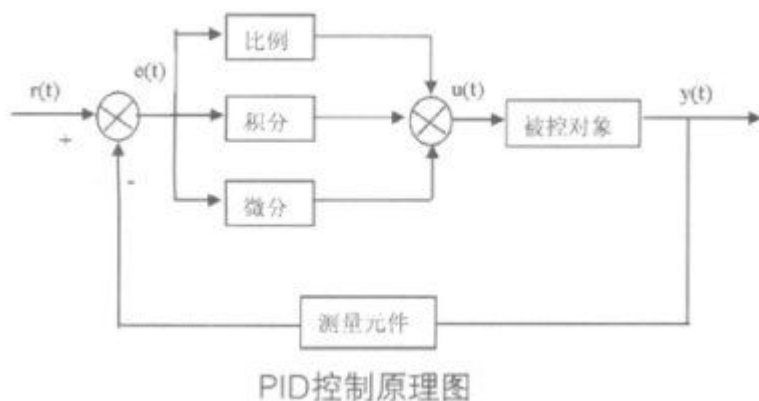 比例
e(t)
r(t)
u(t)
y(t)
+
积分
被控对象
-
微分
测量元件
PID控制原理图